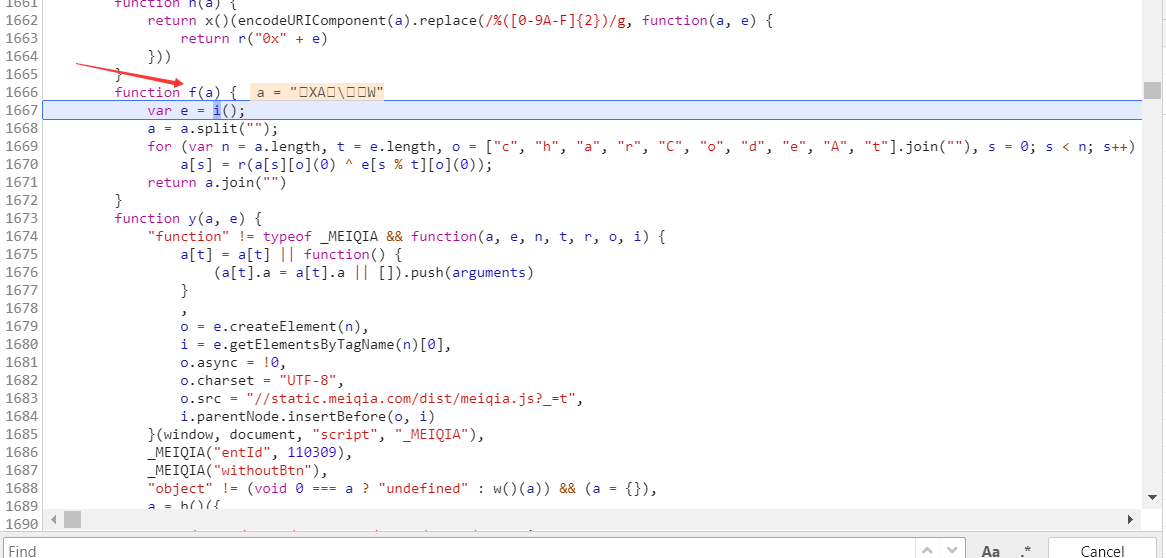 1661 function n(a) {
1662 return x()(encodeURIComponent(a).replace(/%([0-9A-F]{2})/g, function(a, e) {
1663 return r("0x" + e)
1664 }))
1665 }
1666 function f(a) { a = "□XA□\□□W"
1667 var e = i();
1668 a = a.split("");
1669 for (var n = a.length, t = e.length, o = ["c", "h", "a", "r", "C", "o", "d", "e", "A", "t"].join(""), s = 0; s < n; s++)
1670 a[s] = r(a[s][o](0) ^ e[s % t][o](0));
1671 return a.join("")
1672 }
1673 function y(a, e) {
1674 "function" != typeof _MEIQIA && function(a, e, n, t, r, o, i) {
1675 a[t] = a[t] || function() {
1676 (a[t].a = a[t].a || []).push(arguments)
1677 }
1678 ,
1679 o = e.createElement(n),
1680 i = e.getElementsByTagName(n)[0],
1681 o.async = !0,
1682 o.charset = "UTF-8",
1683 o.src = "//static.meiqia.com/dist/meiqia.js?_=t",
1684 i.parentNode.insertBefore(o, i)
1685 }(window, document, "script", "_MEIQIA"),
1686 _MEIQIA("entId", 110309),
1687 _MEIQIA("withoutBtn"),
1688 "object" != (void 0 === a ? "undefined" : w()(a)) && (a = {}),
1689 a = b()({
1690
Find Aa .* Cancel